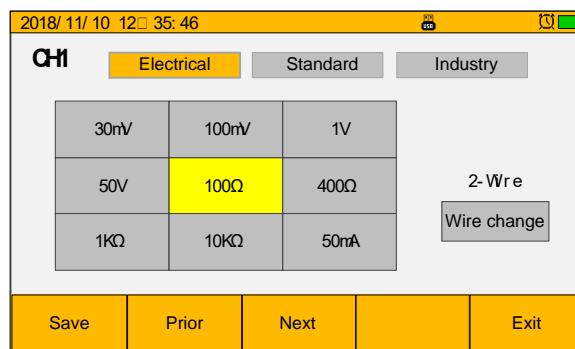 2018/ 11/ 10 12□ 35: 46 USB
CH1 Electrical Standard Industry
30mV 100mV 1V
50V 100Ω 400Ω
2-Wire
1KΩ 10KΩ 50mA
Wire change
Save Prior Next Exit